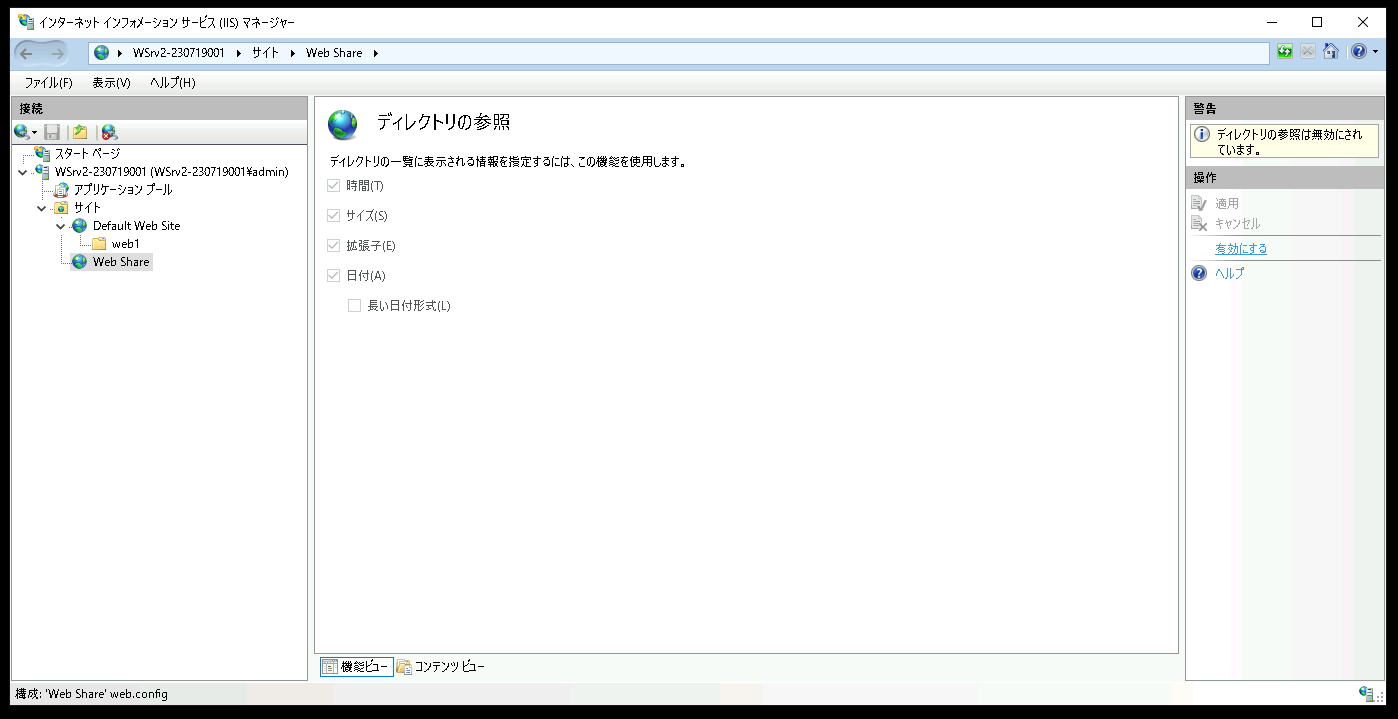 インターネット インフォメーション サービス (IIS) マネージャー
WSrv2-230719001 サイト Web Share
ファイル(F) 表示(V) ヘルプ(H)
接続
スタート ページ
WSrv2-230719001 (WSrv2-230719001¥admin)
アプリケーション プール
サイト
Default Web Site
web1
Web Share
ディレクトリの参照
ディレクトリの一覧に表示される情報を指定するには、この機能を使用します。
時間(T)
サイズ(S)
拡張子(E)
日付(A)
長い日付形式(L)
機能ビュー コンテンツ ビュー
警告
ディレクトリの参照は無効にされ
ています。
操作
適用
キャンセル
有効にする
ヘルプ
構成: 'Web Share' web.config